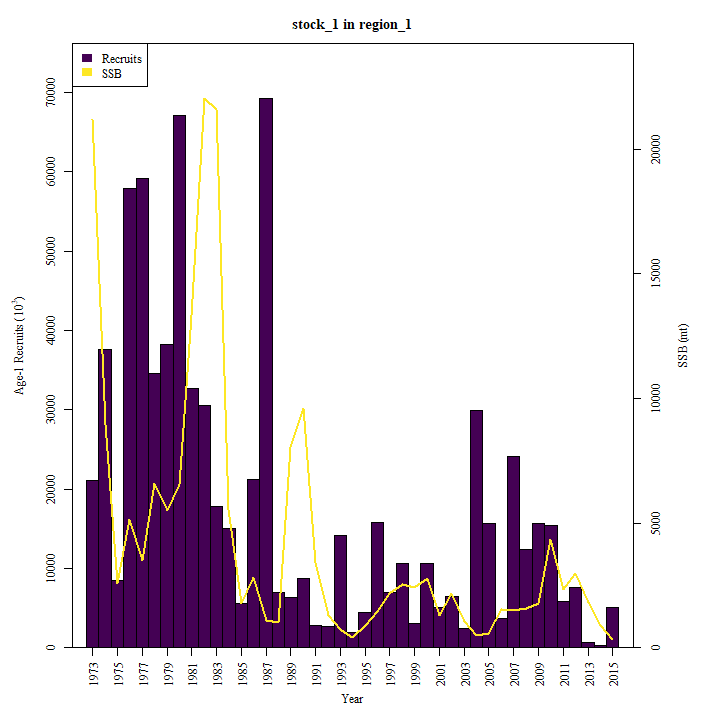 stock_1 in region_1
Recruits
SSB
Age-1 Recruits (10³)
0
10000
20000
30000
40000
50000
60000
70000
SSB (mt)
0
5000
10000
15000
20000
1973 1975 1977 1979 1981 1983 1985 1987 1989 1991 1993 1995 1997 1999 2001 2003 2005 2007 2009 2011 2013 2015
Year